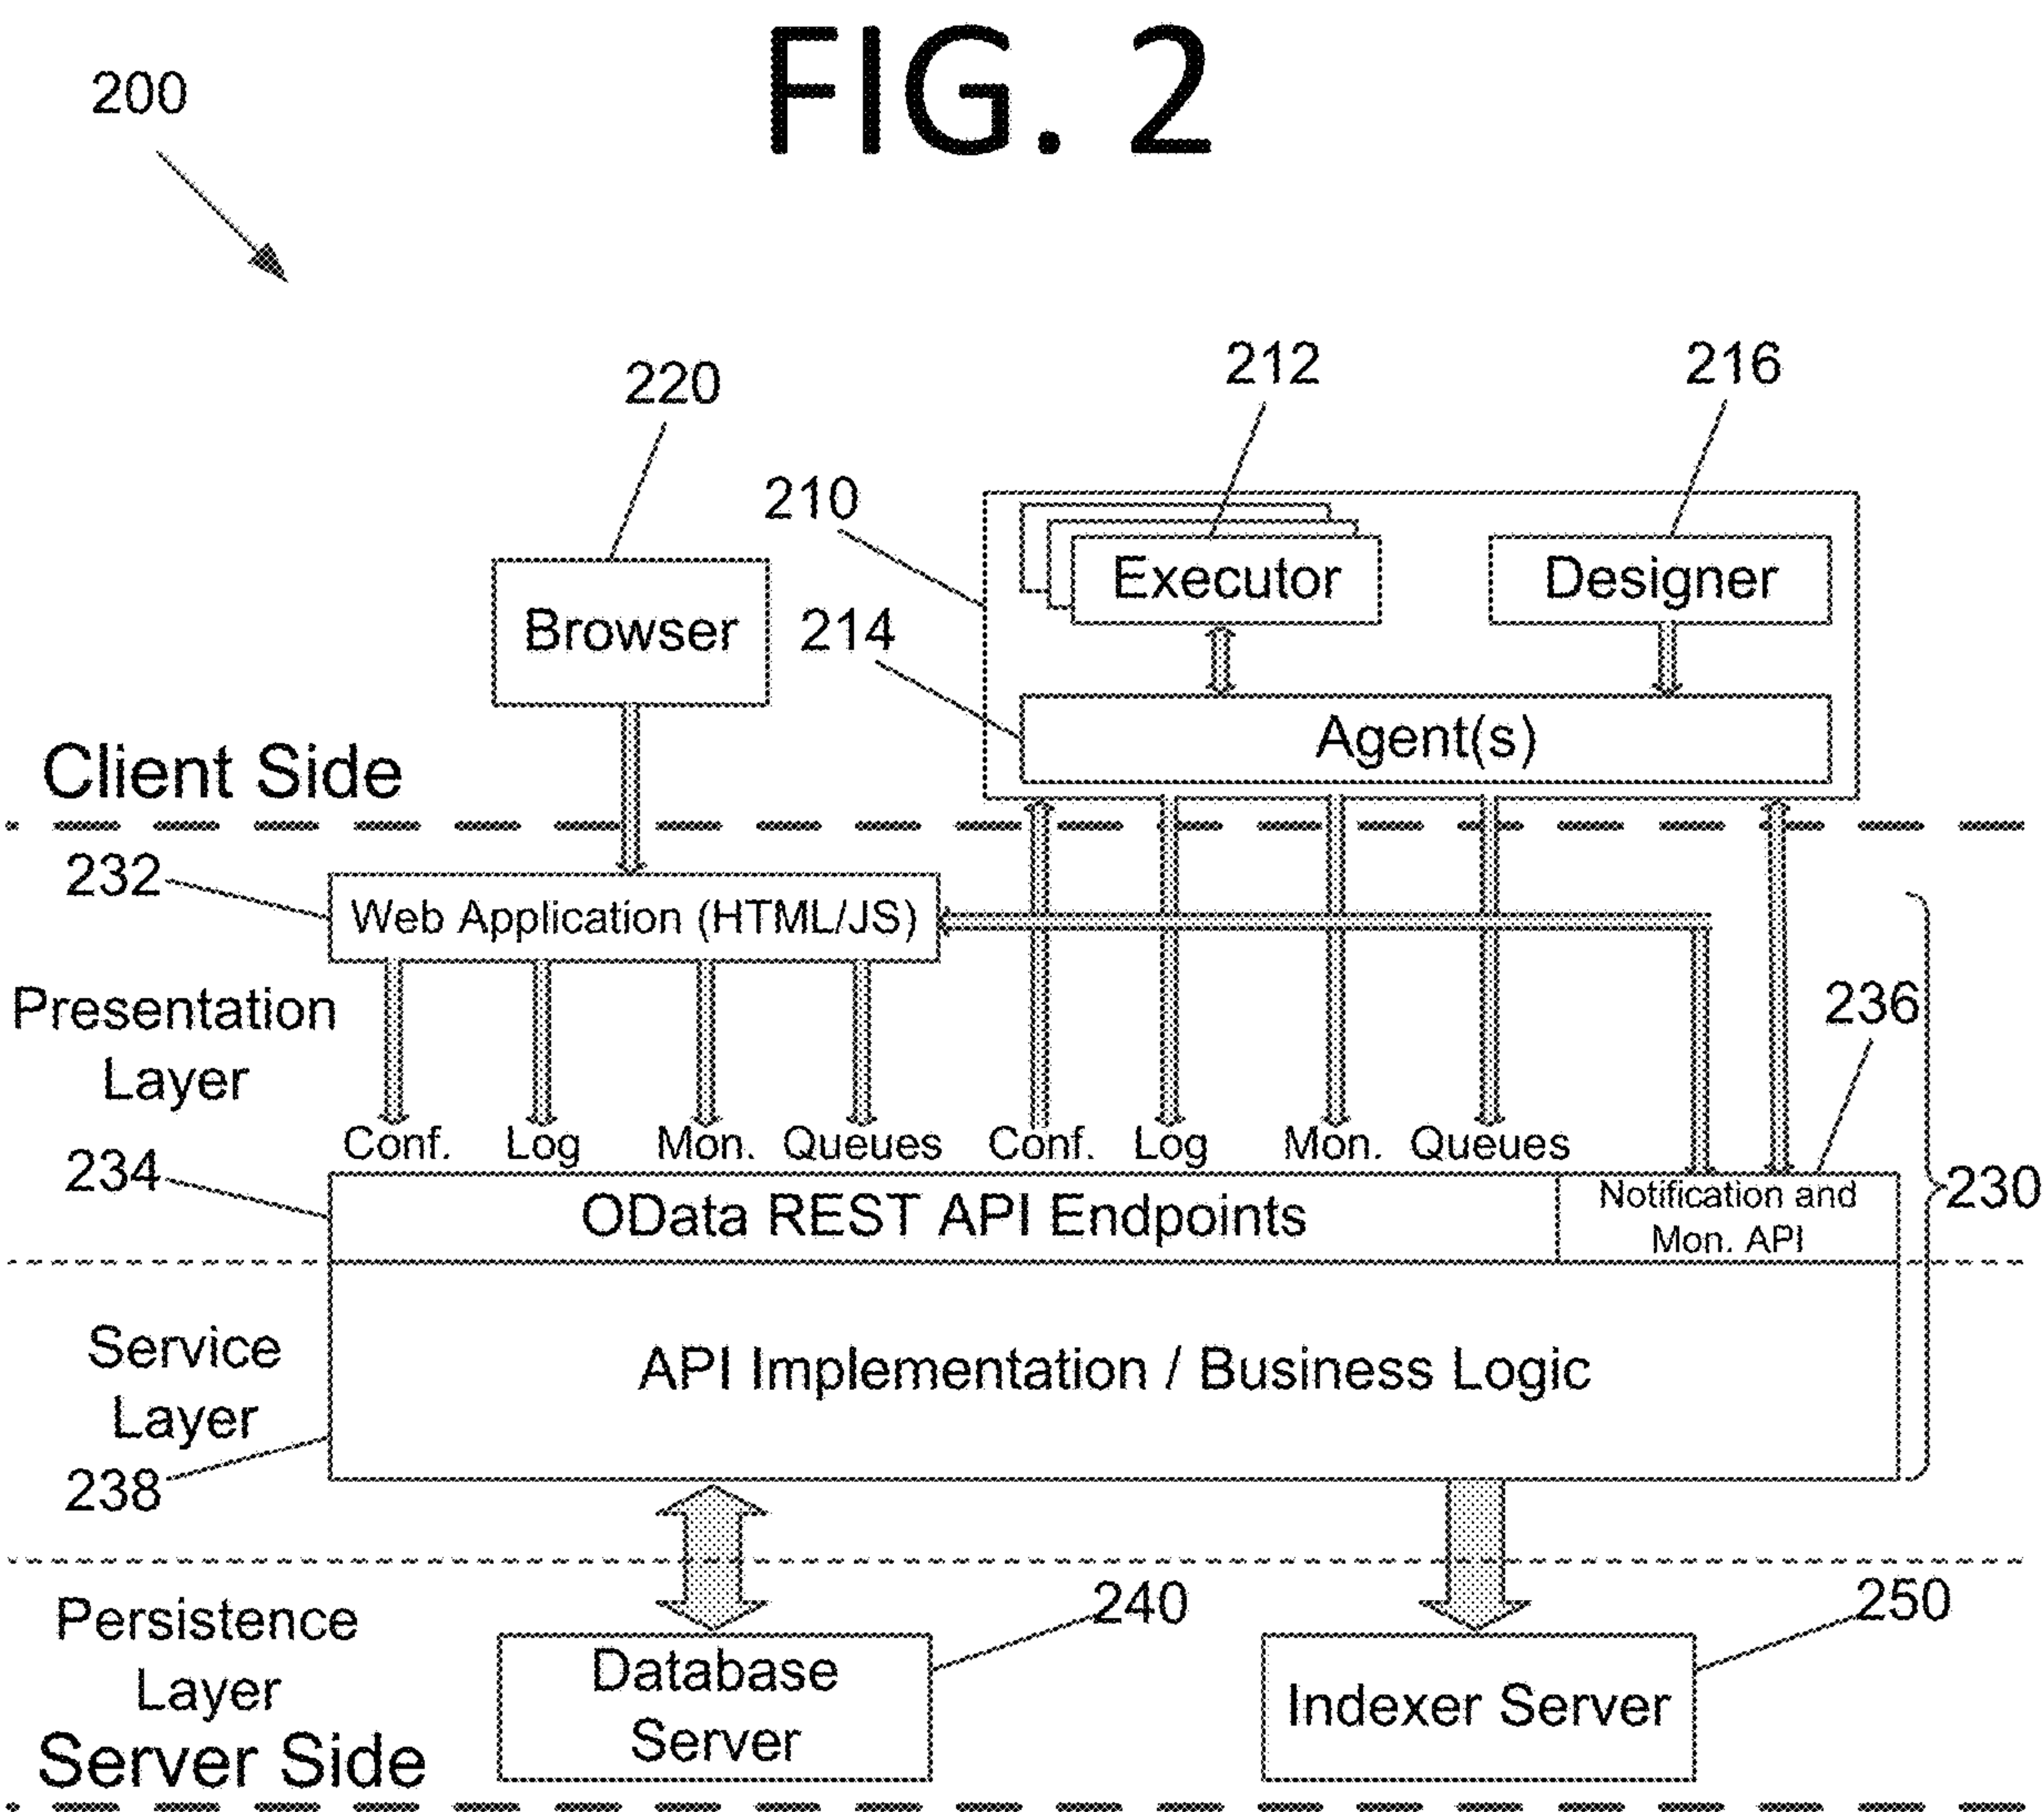 FIG. 2
200
220
212
216
210
Executor
Designer
Browser
214
Agent(s)
Client Side
232
Web Application (HTML/JS)
Presentation
Layer
236
Conf. Log Mon. Queues Conf. Log Mon. Queues
234
OData REST API Endpoints
Notification and
Mon. API
230
Service
Layer
API Implementation / Business Logic
238
Persistence
Layer
240
250
Database
Server
Indexer Server
Server Side